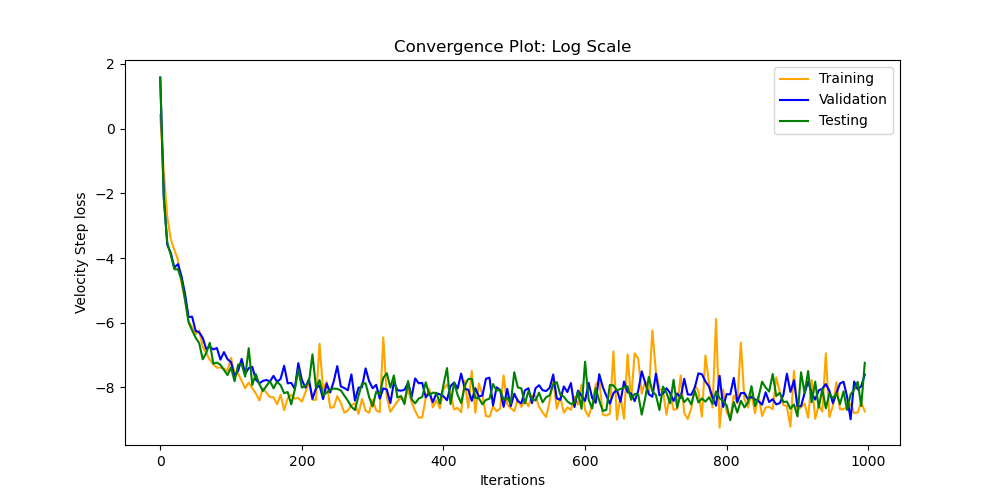 Convergence Plot: Log Scale
Training
Validation
Testing
2
0
−2
−4
−6
−8
Velocity Step loss
0 200 400 600 800 1000
Iterations